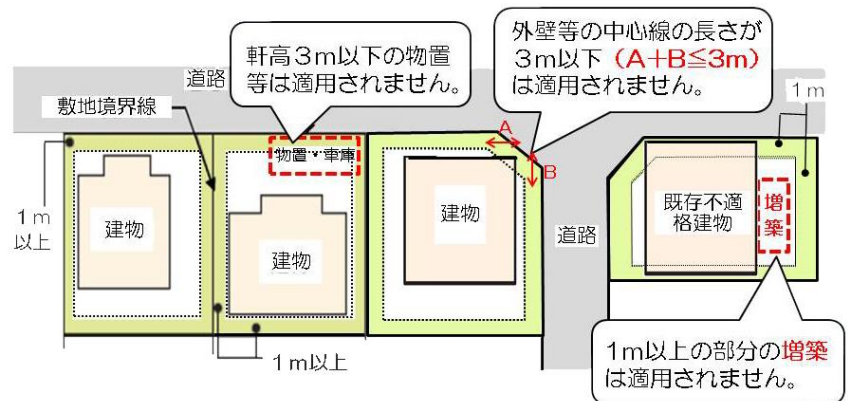 軒高３ｍ以下の物置
等は適用されません。
外壁等の中心線の長さが
３ｍ以下（A+B≦3m）
は適用されません。
道路
敷地境界線
1ｍ
物置・車庫
A
B
1ｍ
以上
建物
建物
建物
道路
既存不適
格建物
増
築
1ｍ以上
1ｍ以上の部分の増築
は適用されません。